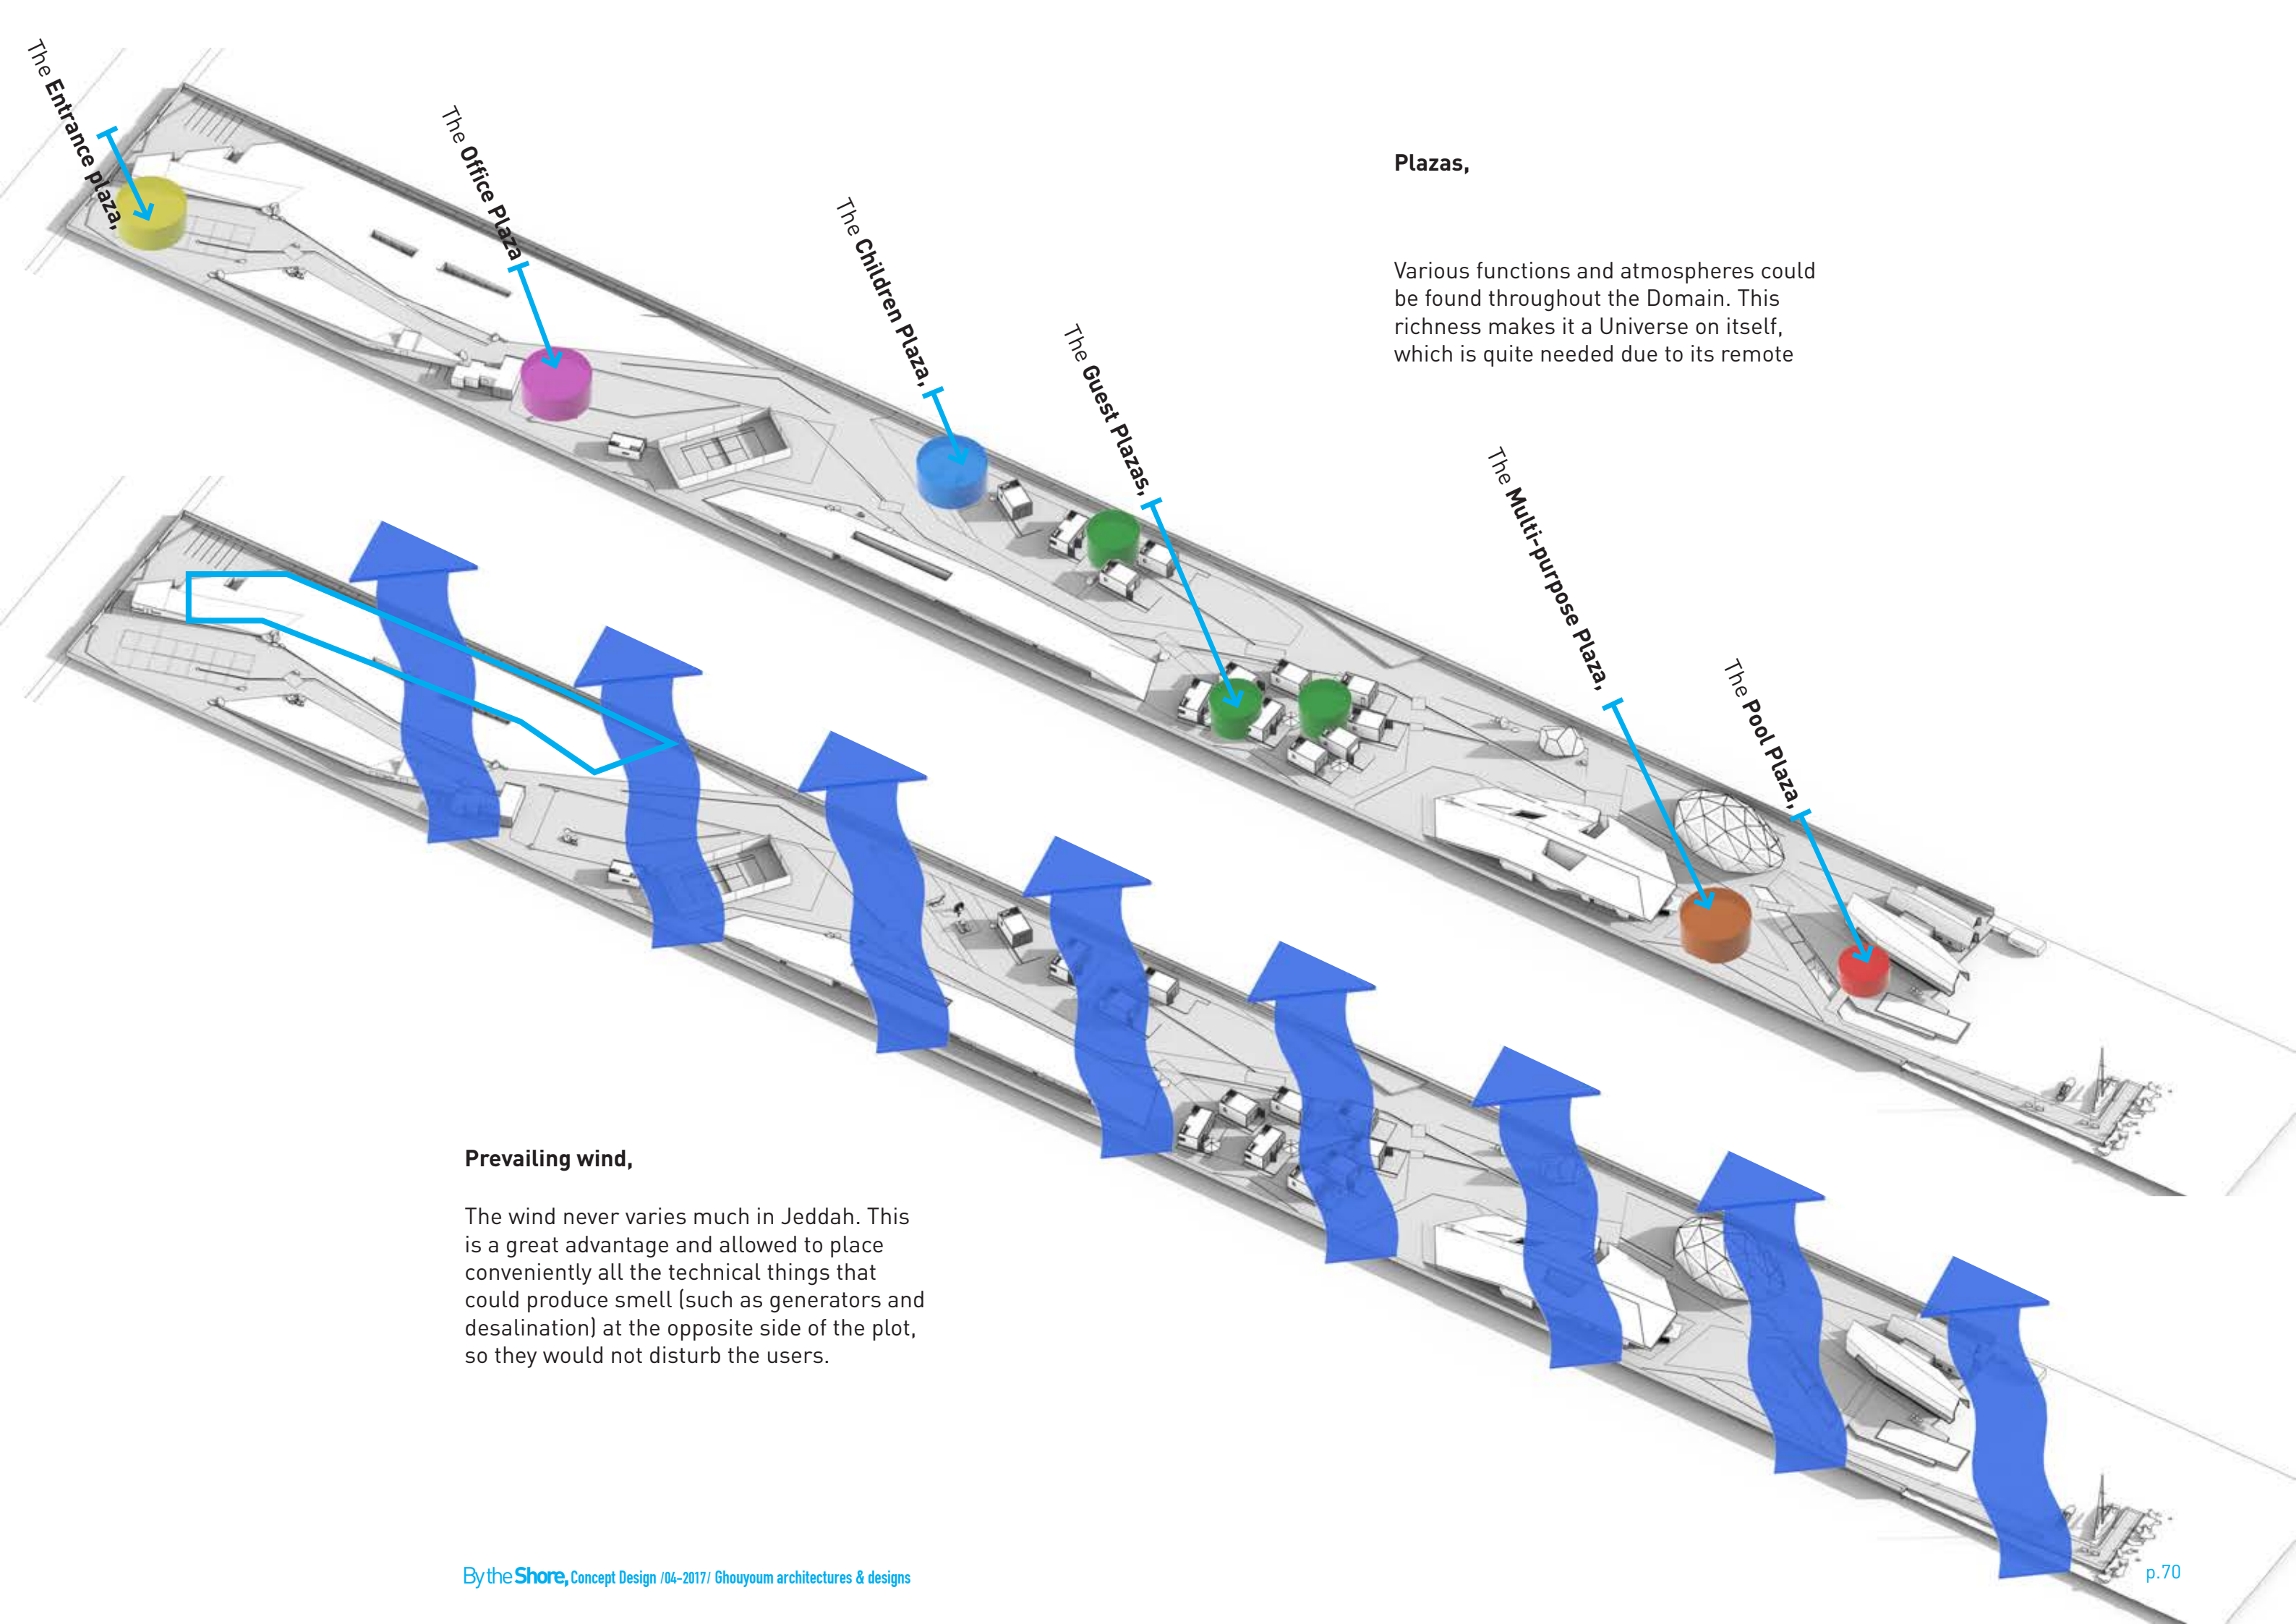 The Entrance plaza,
The Office Plaza
The Children Plaza,
The Guest Plazas,
The Multi-purpose Plaza,
The Pool Plaza,
Plazas,
Various functions and atmospheres could
be found throughout the Domain. This
richness makes it a Universe on itself,
which is quite needed due to its remote
Prevailing wind,
The wind never varies much in Jeddah. This
is a great advantage and allowed to place
conveniently all the technical things that
could produce smell (such as generators and
desalination) at the opposite side of the plot,
so they would not disturb the users.
By the Shore, Concept Design /04-2017/ Ghouyoum architectures & designs
p.70